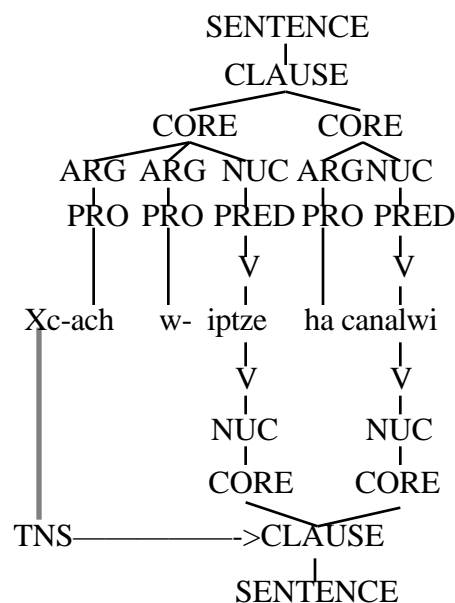 SENTENCE
CLAUSE
CORE CORE
ARG ARG NUC ARGNUC
PRO PRO PRED PRO PRED
V V
Xc-ach w- iptze ha canalwi
V V
NUC NUC
CORE CORE
TNS——————->CLAUSE
SENTENCE